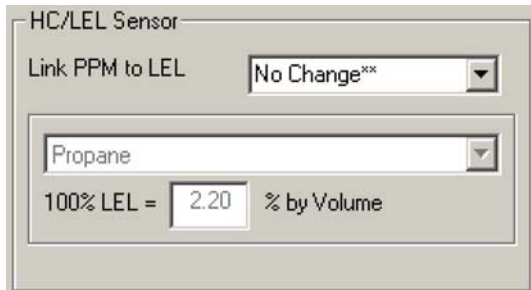 HC/LEL Sensor
Link PPM to LEL No Change**
Propane
100% LEL = 2.20 % by Volume